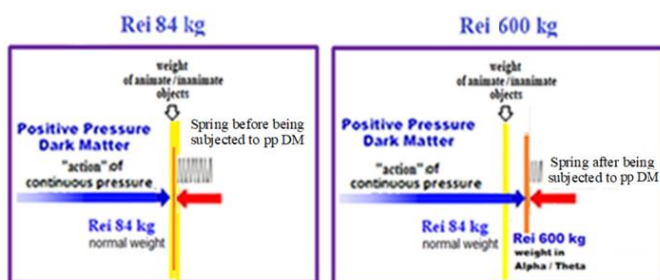 Rei 84 kg
weight
of animate/inanimate
objects
Positive Pressure
Dark Matter
Spring before being
subjected to pp DM
"action" of
continuous pressure
Rei 84 kg
normal weight
Rei 600 kg
weight
of animate/inanimate
objects
Positive Pressure
Dark Matter
"action" of
continuous pressure
Spring after being
subjected to pp DM
Rei 84 kg
normal weight
Rei 600 kg
weight in
Alpha / Theta